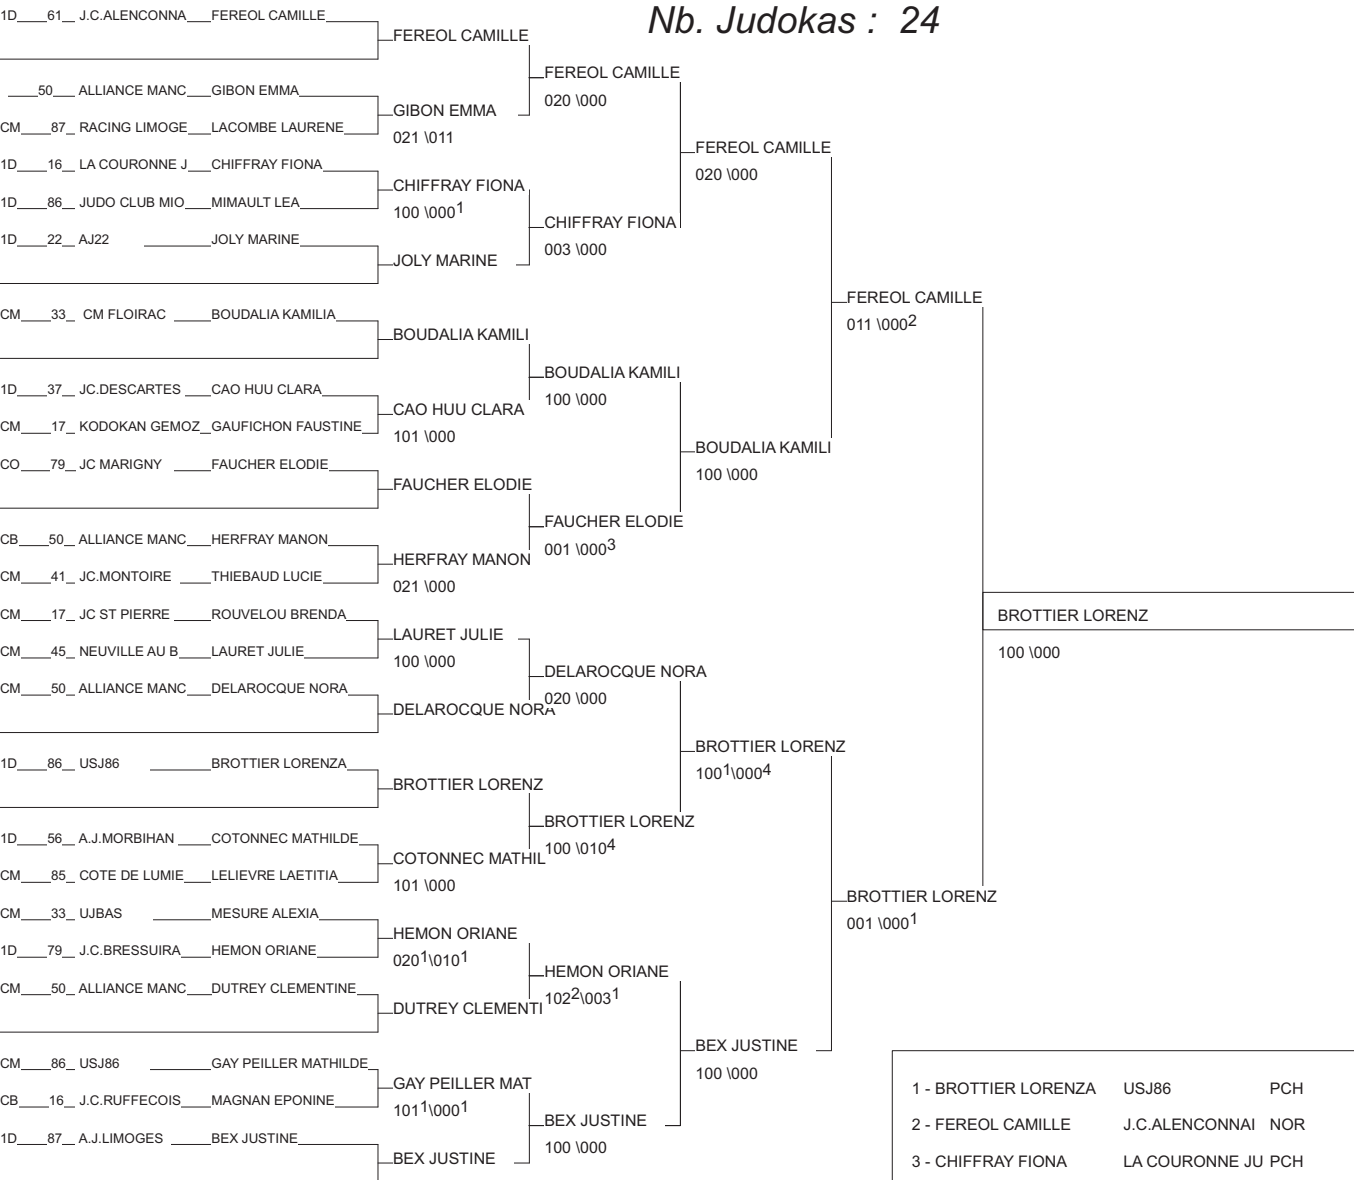 Nb. Judokas : 24
1D 61 J.C.ALENCONNA FEREOL CAMILLE
50 ALLIANCE MANC GIBON EMMA
CM 87 RACING LIMOGE LACOMBE LAURENE
1D 16 LA COURONNE J CHIFFRAY FIONA
1D 86 JUDO CLUB MIO MIMAULT LEA
1D 22 AJ22 JOLY MARINE
CM 33 CM FLOIRAC BOUDALIA KAMILIA
1D 37 JC.DESCARTES CAO HUU CLARA
CM 17 KODOKAN GEMOZ GAUFICHON FAUSTINE
CO 79 JC MARIGNY FAUCHER ELODIE
CB 50 ALLIANCE MANC HERFRAY MANON
CM 41 JC.MONTOIRE THIEBAUD LUCIE
CM 17 JC ST PIERRE ROUVELOU BRENDA
CM 45 NEUVILLE AU B LAURET JULIE
CM 50 ALLIANCE MANC DELAROCQUE NORA
1D 86 USJ86 BROTTIER LORENZA
1D 56 A.J.MORBIHAN COTONNEC MATHILDE
CM 85 COTE DE LUMIE LELIEVRE LAETITIA
CM 33 UJBAS MESURE ALEXIA
1D 79 J.C.BRESSUIRA HEMON ORIANE
CM 50 ALLIANCE MANC DUTREY CLEMENTINE
CM 86 USJ86 GAY PEILLER MATHILDE
CB 16 J.C.RUFFECOIS MAGNAN EPONINE
1D 87 A.J.LIMOGES BEX JUSTINE
FEREOL CAMILLE
GIBON EMMA
021 \011
CHIFFRAY FIONA
100 \000¹
JOLY MARINE
BOUDALIA KAMILI
CAO HUU CLARA
101 \000
FAUCHER ELODIE
HERFRAY MANON
021 \000
LAURET JULIE
100 \000
DELAROCQUE NORA
BROTTIER LORENZ
COTONNEC MATHIL
101 \000
HEMON ORIANE
020¹\010¹
DUTREY CLEMENTI
GAY PEILLER MAT
101¹\000¹
BEX JUSTINE
FEREOL CAMILLE
020 \000
CHIFFRAY FIONA
003 \000
BOUDALIA KAMILI
100 \000
FAUCHER ELODIE
001 \000³
DELAROCQUE NORA
020 \000
BROTTIER LORENZ
100 \010⁴
HEMON ORIANE
102²\003¹
BEX JUSTINE
100 \000
FEREOL CAMILLE
020 \000
BOUDALIA KAMILI
100 \000
BROTTIER LORENZ
100¹\000⁴
BEX JUSTINE
100 \000
FEREOL CAMILLE
011 \000²
BROTTIER LORENZ
001 \000¹
BROTTIER LORENZ
100 \000
1 - BROTTIER LORENZA USJ86 PCH
2 - FEREOL CAMILLE J.C.ALENCONNAI NOR
3 - CHIFFRAY FIONA LA COURONNE JU PCH